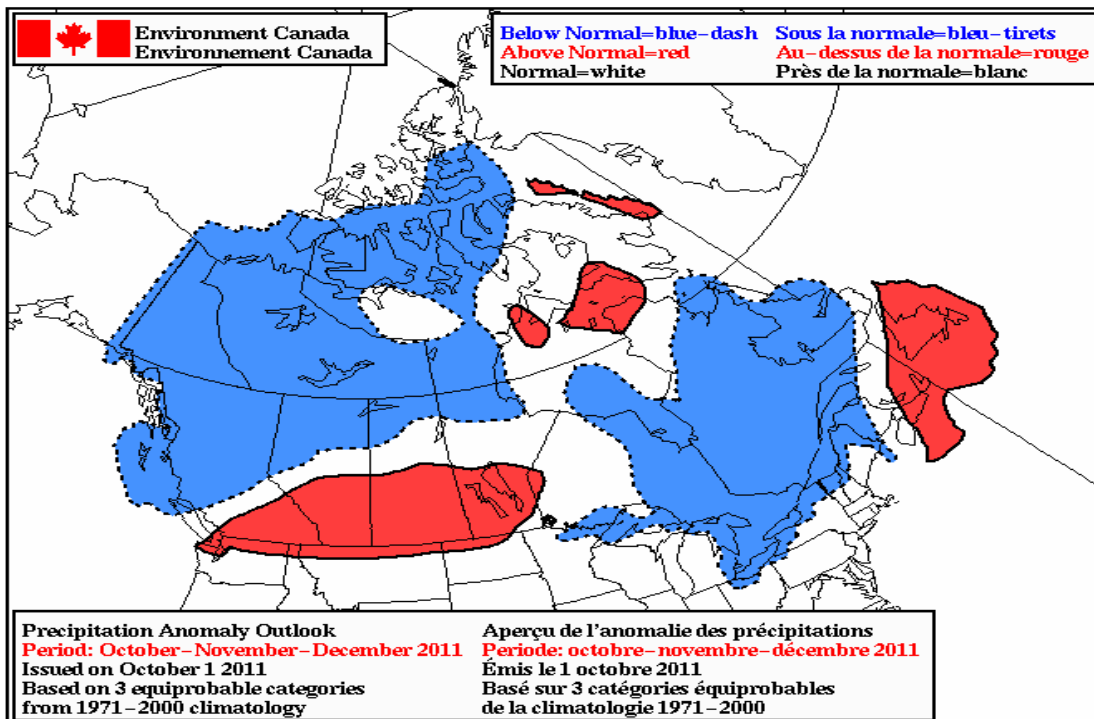 Environment Canada
Environnement Canada
Below Normal=blue-dash Sous la normale=bleu-tirets
Above Normal=red Au-dessus de la normale=rouge
Normal=white Près de la normale=blanc
Precipitation Anomaly Outlook
Period: October-November-December 2011
Issued on October 1 2011
Based on 3 equiprobable categories
from 1971-2000 climatology
Aperçu de l'anomalie des précipitations
Periode: octobre-novembre-décembre 2011
Émis le 1 octobre 2011
Basé sur 3 catégories équiprobables
de la climatologie 1971-2000